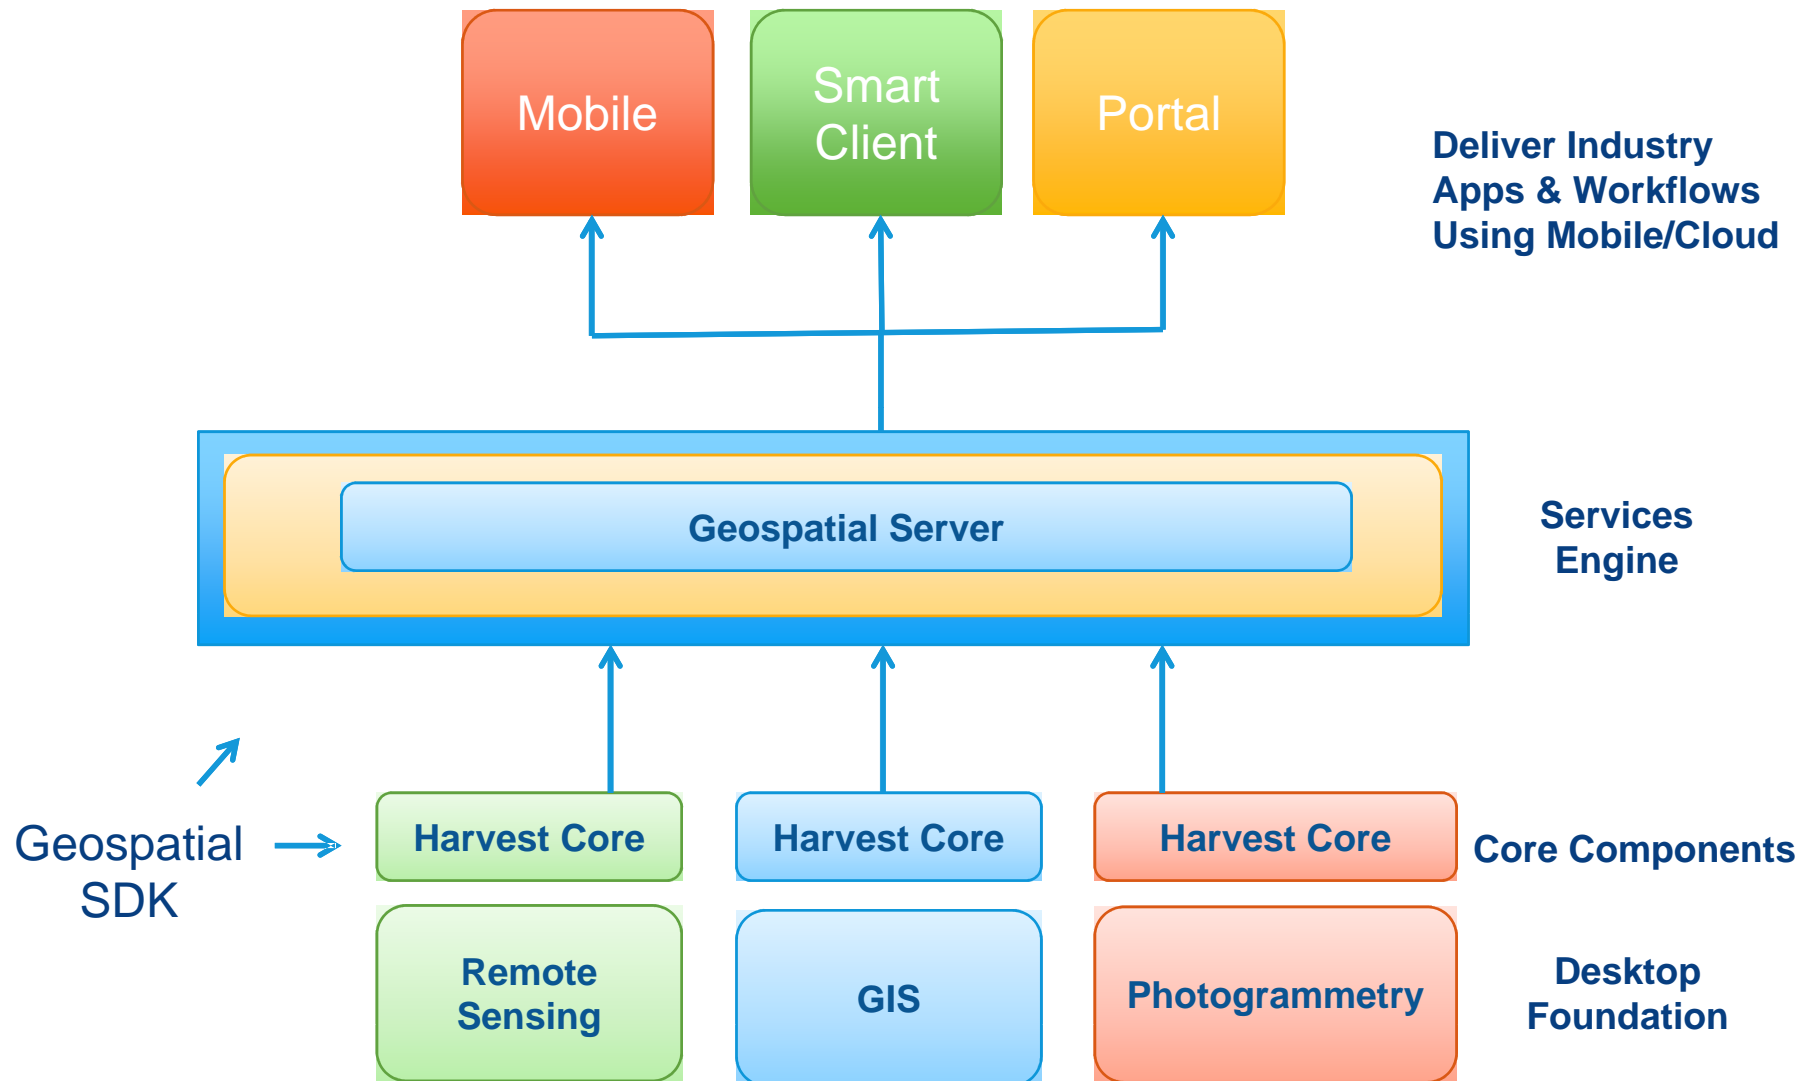 Mobile
Smart
Client
Portal
Deliver Industry
Apps & Workflows
Using Mobile/Cloud
Geospatial Server
Services
Engine
Geospatial
SDK
Harvest Core
Harvest Core
Harvest Core
Core Components
Remote
Sensing
GIS
Photogrammetry
Desktop
Foundation